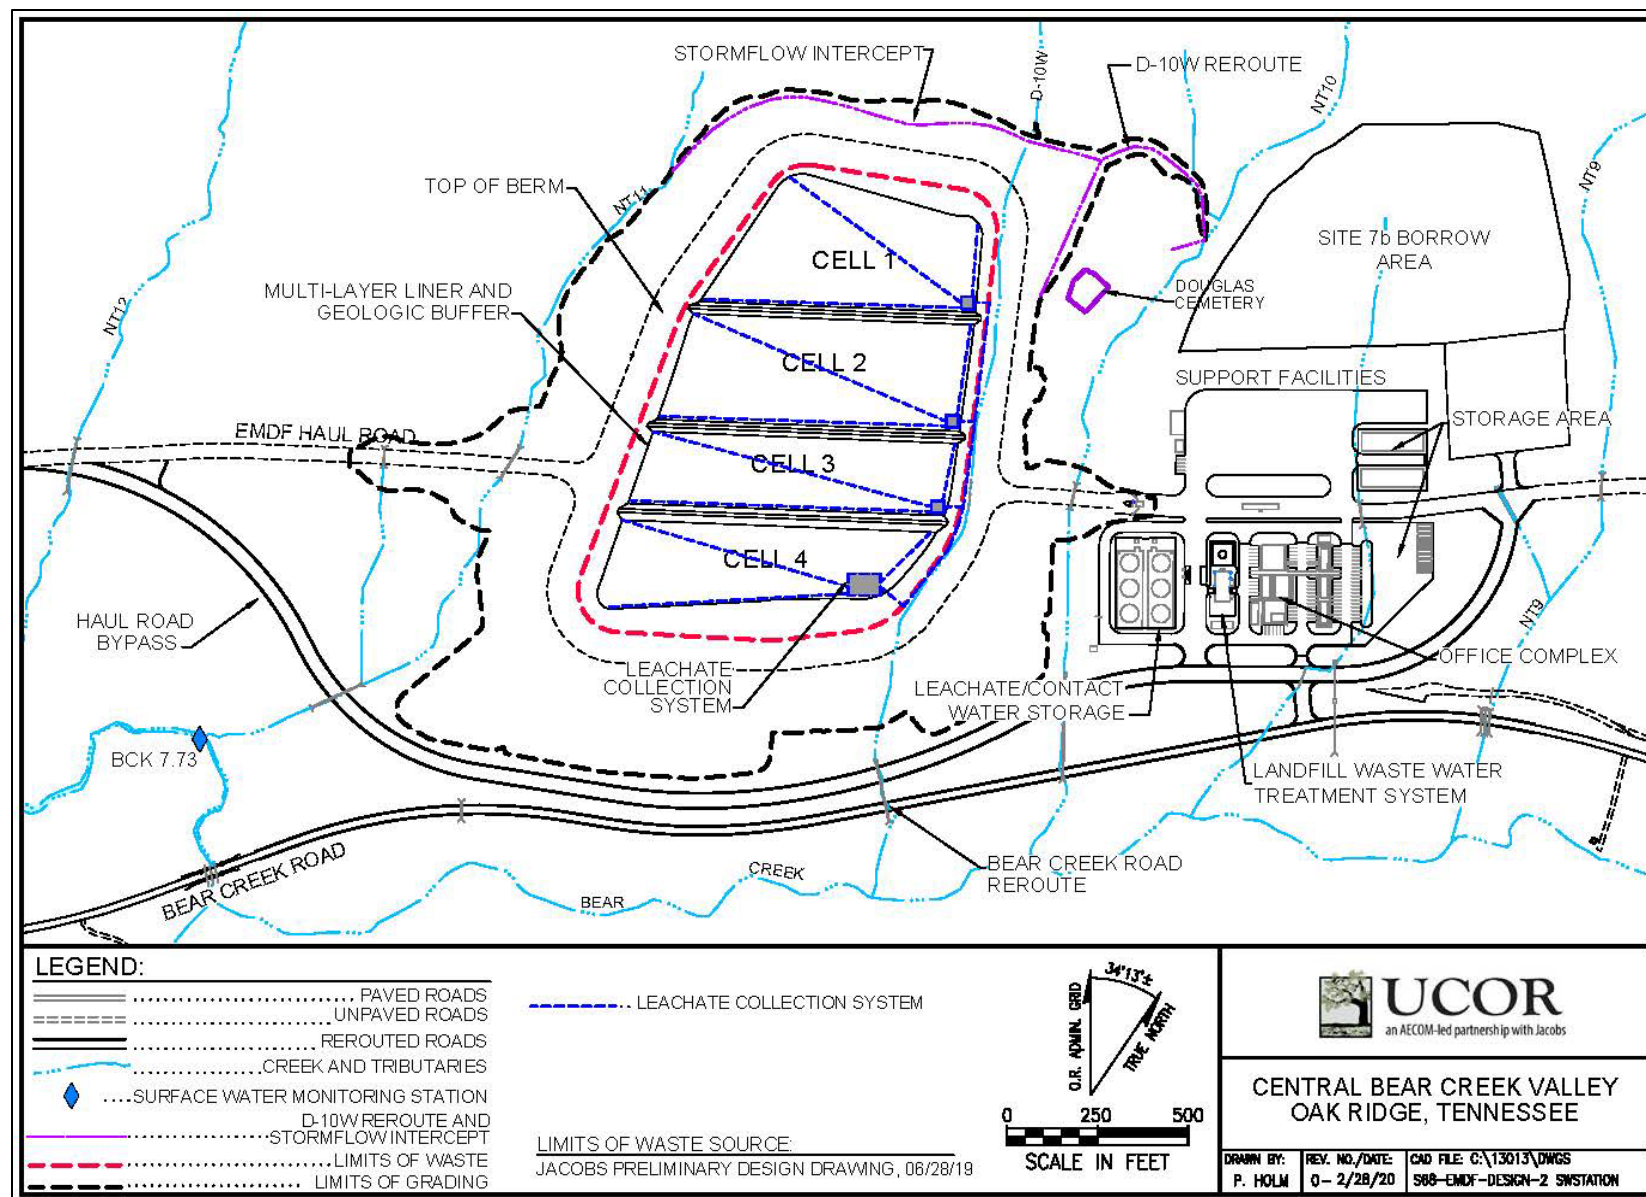 STORMFLOW INTERCEPT
D-10W
D-10W REROUTE
NT10
NT9
TOP OF BERM
NT11
SITE 7b BORROW
AREA
CELL 1
DOUGLAS
CEMETERY
MULTI-LAYER LINER AND
GEOLOGIC BUFFER
NT12
CELL 2
SUPPORT FACILITIES
STORAGE AREA
EMDF HAUL ROAD
CELL 3
CELL 4
HAUL ROAD
BYPASS
NT9
OFFICE COMPLEX
LEACHATE
COLLECTION
SYSTEM
LEACHATE/CONTACT
WATER STORAGE
BCK 7.73
LANDFILL WASTE WATER
TREATMENT SYSTEM
BEAR CREEK ROAD
BEAR CREEK ROAD
REROUTE
BEAR
CREEK
LEGEND:
PAVED ROADS
UNPAVED ROADS
REROUTED ROADS
CREEK AND TRIBUTARIES
SURFACE WATER MONITORING STATION
D-10W REROUTE AND
STORMFLOW INTERCEPT
LIMITS OF WASTE
LIMITS OF GRADING
LEACHATE COLLECTION SYSTEM
LIMITS OF WASTE SOURCE:
JACOBS PRELIMINARY DESIGN DRAWING, 06/28/19
34°13'±
O.R. ADMIN. GRID
TRUE NORTH
0 250 500
SCALE IN FEET
UCOR
an AECOM-led partnership with Jacobs
CENTRAL BEAR CREEK VALLEY
OAK RIDGE, TENNESSEE
DRAWN BY:
P. HOLM
REV. NO./DATE:
0 - 2/28/20
CAD FILE: C:\13013\DWGS
S68-EMDF-DESIGN-2 SWSTATION